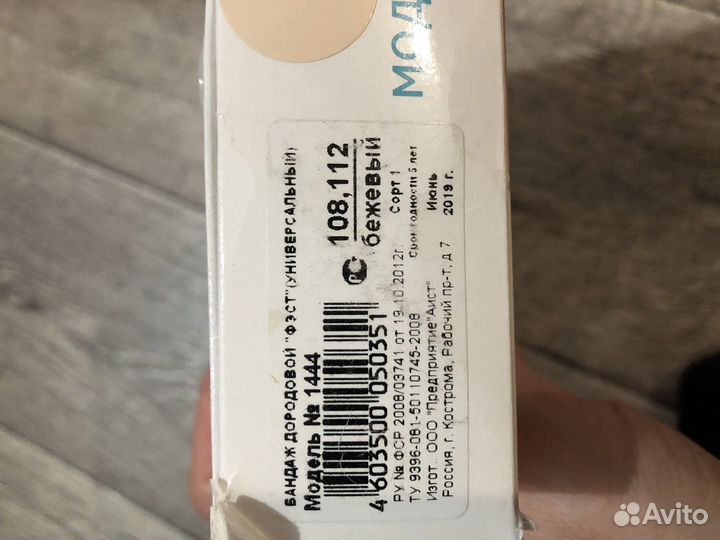 МОД
БАНДАЖ ДОРОДОВОЙ "ФЭСТ"(УНИВЕРСАЛЬНЫЙ)
Модель № 1444
108,112
бежевый
РС
Сорт 1
Срок годности 5 лет
Июнь
2019 г.
4 603500 050351
РУ № ФСР 2008/03741 от 19.10.2012г.
ТУ 9396-081-50110745-2008
Изгот.: ООО "Предприятие"Аист"
Россия, г. Кострома, Рабочий пр-т, д 7
Avito